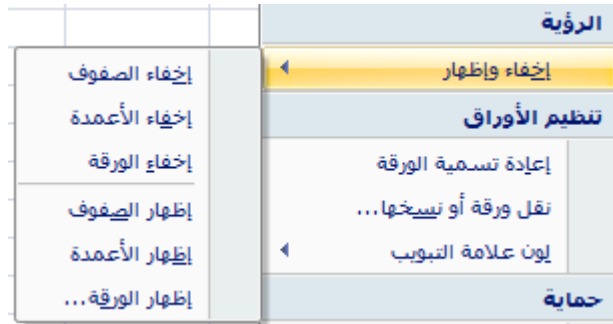 الرؤية
إخفاء وإظهار
تنظيم الأوراق
إعادة تسمية الورقة
نقل ورقة أو نسخها...
لون علامة التبويب
حماية
إخفاء الصفوف
إخفاء الأعمدة
إخفاء الورقة
إظهار الصفوف
إظهار الأعمدة
إظهار الورقة...